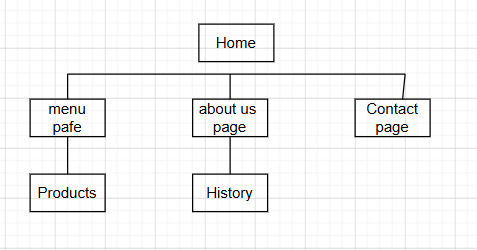 Home
menu
pafe
about us
page
Contact
page
Products
History